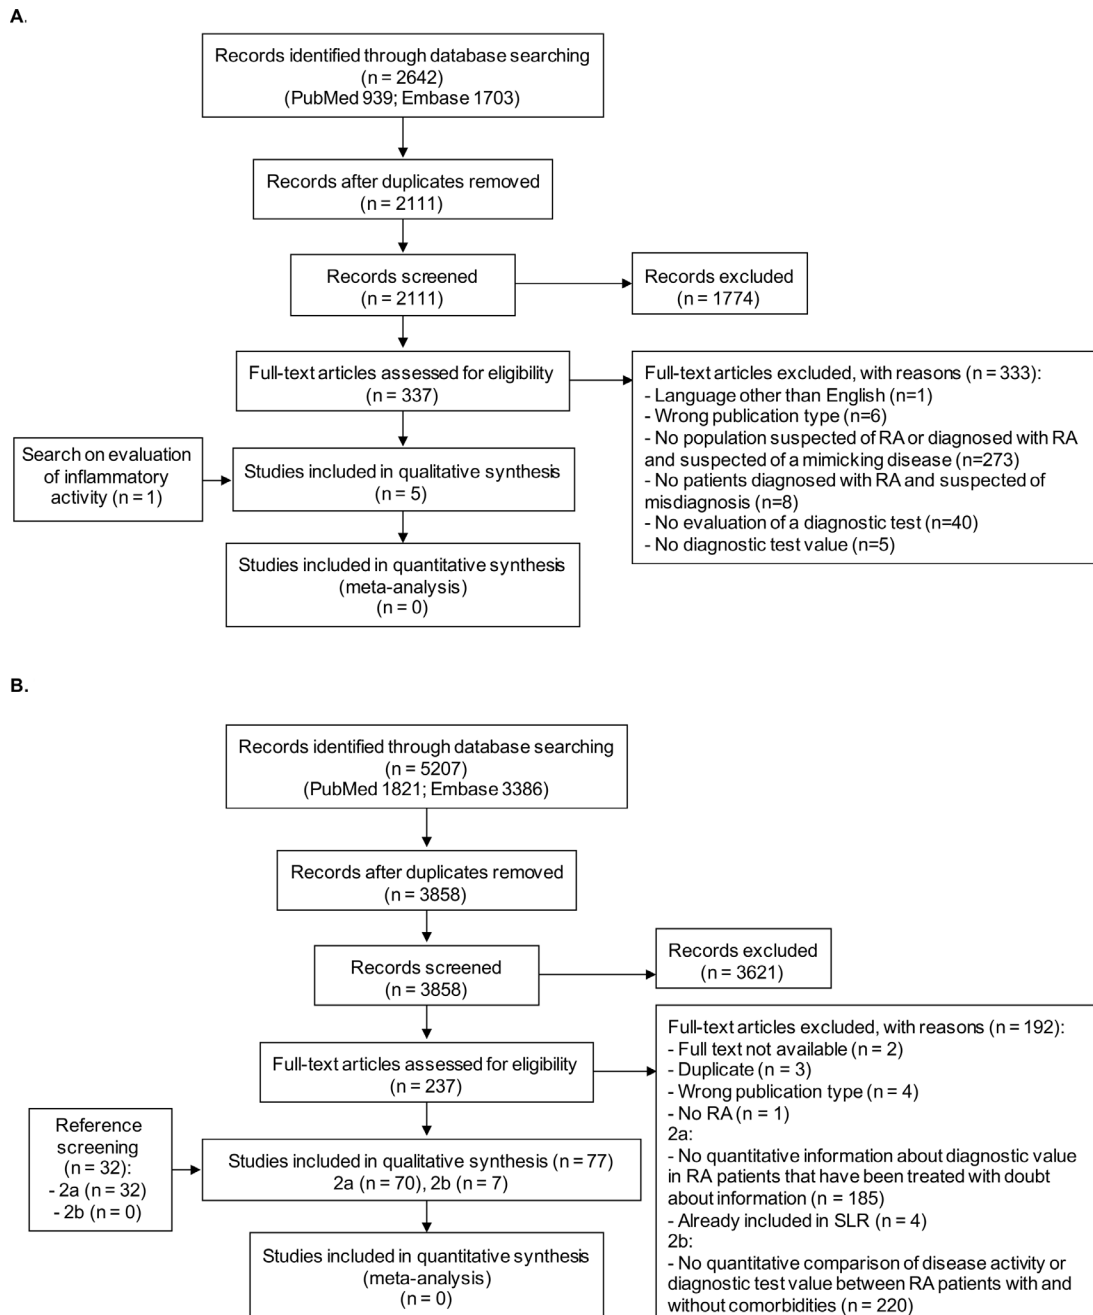 A.
Records identified through database searching
(n = 2642)
(PubMed 939; Embase 1703)
Records after duplicates removed
(n = 2111)
Records screened
(n = 2111)
Records excluded
(n = 1774)
Full-text articles assessed for eligibility
(n = 337)
Full-text articles excluded, with reasons (n = 333):
- Language other than English (n=1)
- Wrong publication type (n=6)
- No population suspected of RA or diagnosed with RA
and suspected of a mimicking disease (n=273)
- No patients diagnosed with RA and suspected of
misdiagnosis (n=8)
- No evaluation of a diagnostic test (n=40)
- No diagnostic test value (n=5)
Search on evaluation
of inflammatory
activity (n = 1)
Studies included in qualitative synthesis
(n = 5)
Studies included in quantitative synthesis
(meta-analysis)
(n = 0)
B.
Records identified through database searching
(n = 5207)
(PubMed 1821; Embase 3386)
Records after duplicates removed
(n = 3858)
Records screened
(n = 3858)
Records excluded
(n = 3621)
Full-text articles assessed for eligibility
(n = 237)
Full-text articles excluded, with reasons (n = 192):
- Full text not available (n = 2)
- Duplicate (n = 3)
- Wrong publication type (n = 4)
- No RA (n = 1)
2a:
- No quantitative information about diagnostic value
in RA patients that have been treated with doubt
about information (n = 185)
- Already included in SLR (n = 4)
2b:
- No quantitative comparison of disease activity or
diagnostic test value between RA patients with and
without comorbidities (n = 220)
Reference
screening
(n = 32):
- 2a (n = 32)
- 2b (n = 0)
Studies included in qualitative synthesis (n = 77)
2a (n = 70), 2b (n = 7)
Studies included in quantitative synthesis
(meta-analysis)
(n = 0)